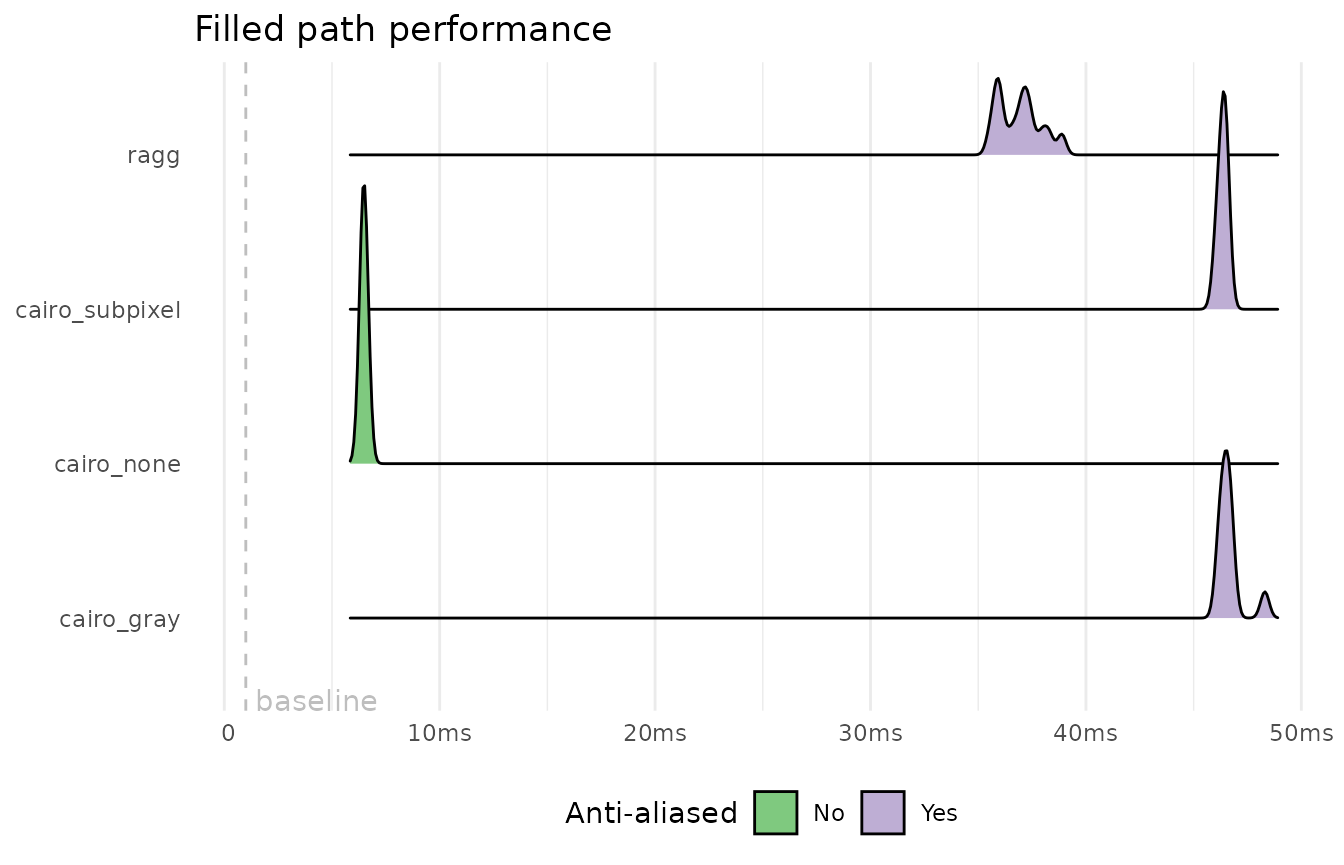 Filled path performance
ragg
cairo_subpixel
cairo_none
cairo_gray
baseline
0 10ms 20ms 30ms 40ms 50ms
Anti-aliased No Yes